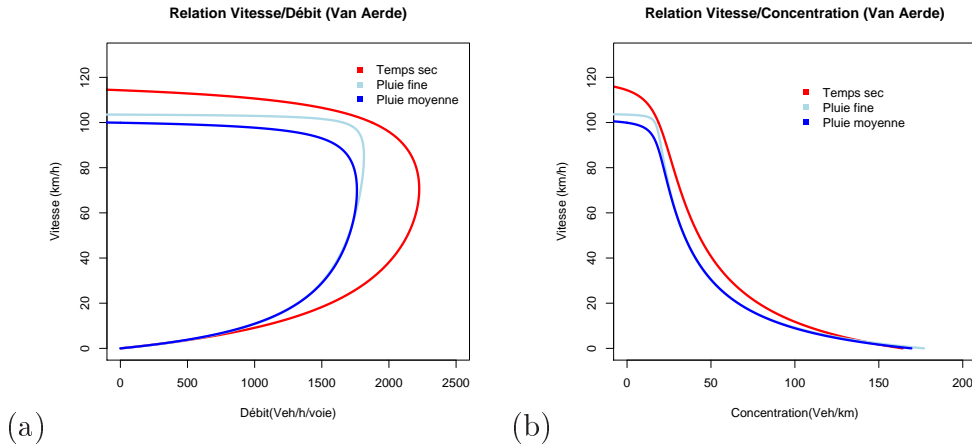 Relation Vitesse/Débit (Van Aerde)
Vitesse (km/h)
120
100
80
60
40
20
0
Temps sec
Pluie fine
Pluie moyenne
0 500 1000 1500 2000 2500
Débit(Veh/h/voie)
(a)
Relation Vitesse/Concentration (Van Aerde)
Vitesse (km/h)
120
100
80
60
40
20
0
Temps sec
Pluie fine
Pluie moyenne
0 50 100 150 200
Concentration(Veh/km)
(b)